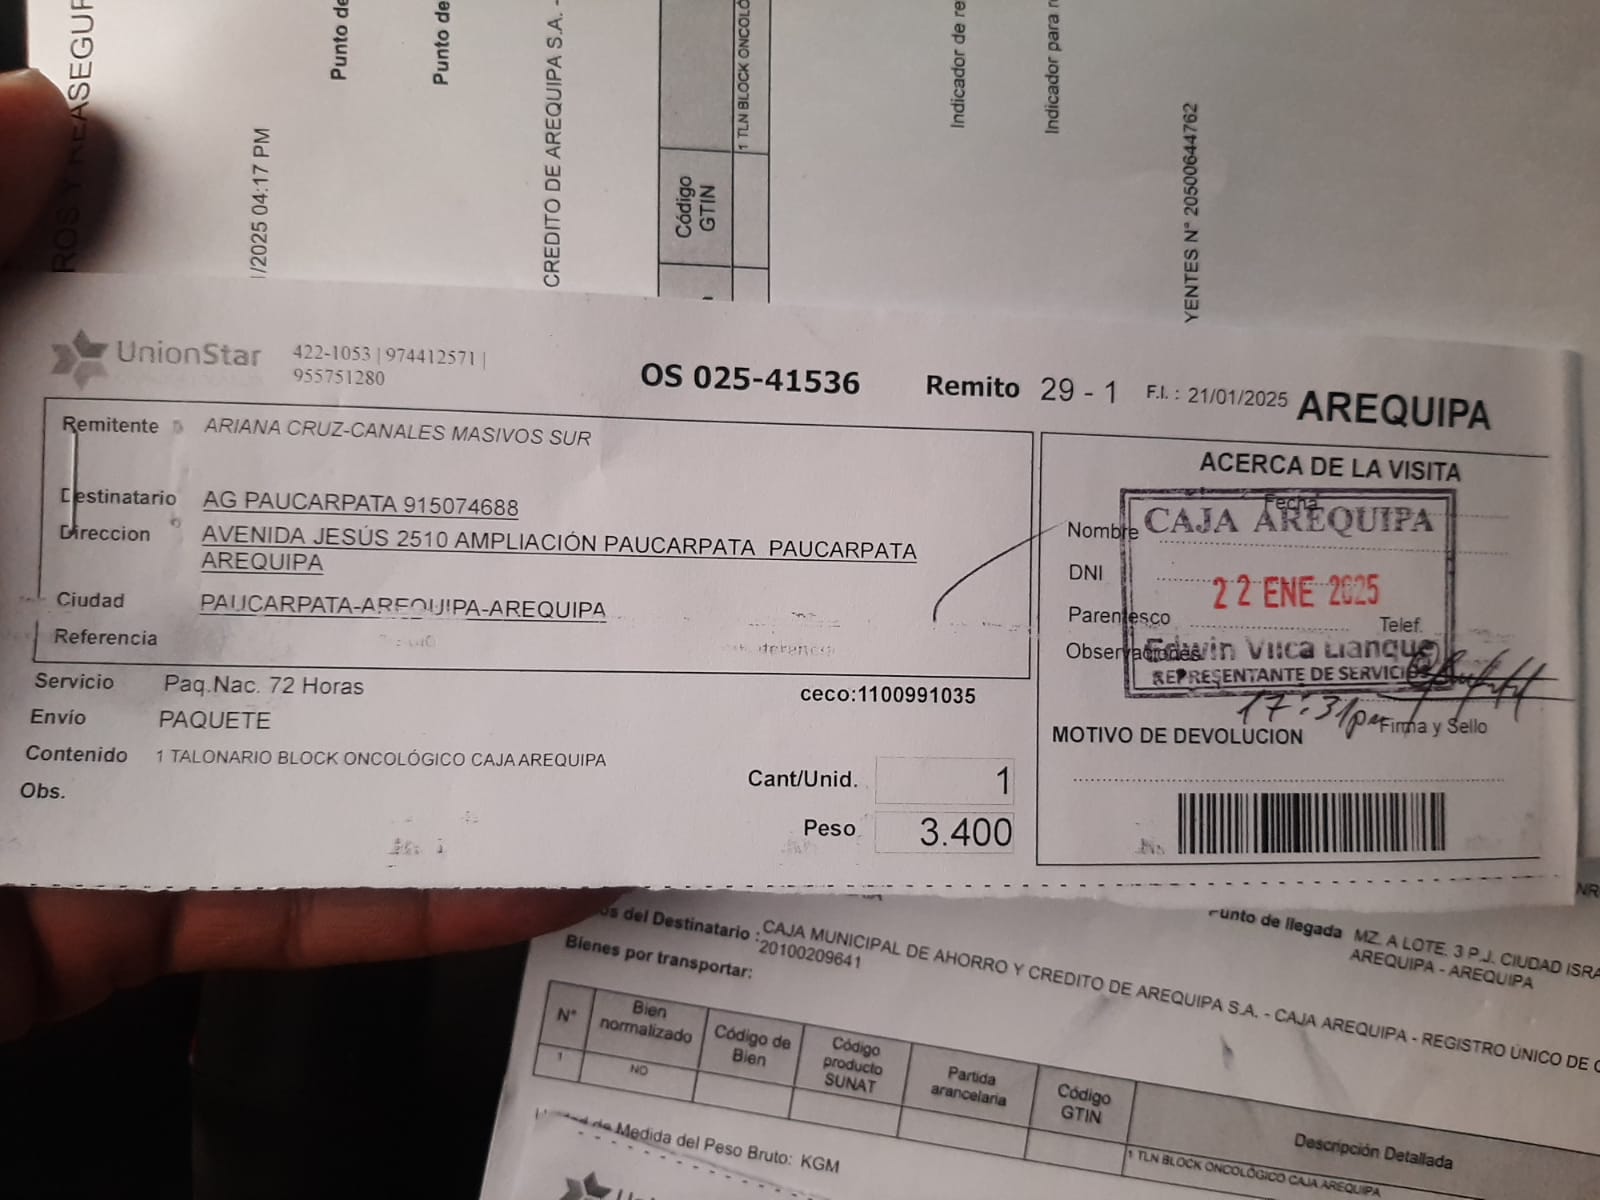 ROS Y REASEGUR
/2025 04:17 PM
Punto de
Punto de
CREDITO DE AREQUIPA S.A. -
Código
GTIN
1 TLN BLOCK ONCOLÓ
Indicador de re
Indicador para r
YENTES N° 20500644762
UnionStar
422-1053 | 974412571 |
955751280
OS 025-41536
Remito 29 - 1
F.I. : 21/01/2025
AREQUIPA
Remitente ARIANA CRUZ-CANALES MASIVOS SUR
Destinatario AG PAUCARPATA 915074688
Direccion AVENIDA JESÚS 2510 AMPLIACIÓN PAUCARPATA PAUCARPATA
AREQUIPA
Ciudad PAUCARPATA-AREQUIPA-AREQUIPA
Referencia
Servicio Paq.Nac. 72 Horas
ceco:1100991035
Envío PAQUETE
Contenido 1 TALONARIO BLOCK ONCOLÓGICO CAJA AREQUIPA
Obs.
Cant/Unid. 1
Peso 3.400
ACERCA DE LA VISITA
Fecha
Nombre
CAJA AREQUIPA
DNI
22 ENE 2025
Parentesco
Telef.
Observaciones
Edwin Vilca Llanque
REPRESENTANTE DE SERVICIOS
17:31pm
Firma y Sello
MOTIVO DE DEVOLUCION
os del Destinatario : CAJA MUNICIPAL DE AHORRO Y CREDITO DE AREQUIPA S.A. - CAJA AREQUIPA - REGISTRO ÚNICO DE
20100209641
Punto de llegada MZ. A LOTE. 3 P.J. CIUDAD ISRA
AREQUIPA - AREQUIPA
Bienes por transportar:
N° Bien normalizado Código de Bien Código producto SUNAT Partida arancelaria Código GTIN Descripción Detallada
1 NO 1 TLN BLOCK ONCOLÓGICO CAJA AREQUIPA
de Medida del Peso Bruto: KGM